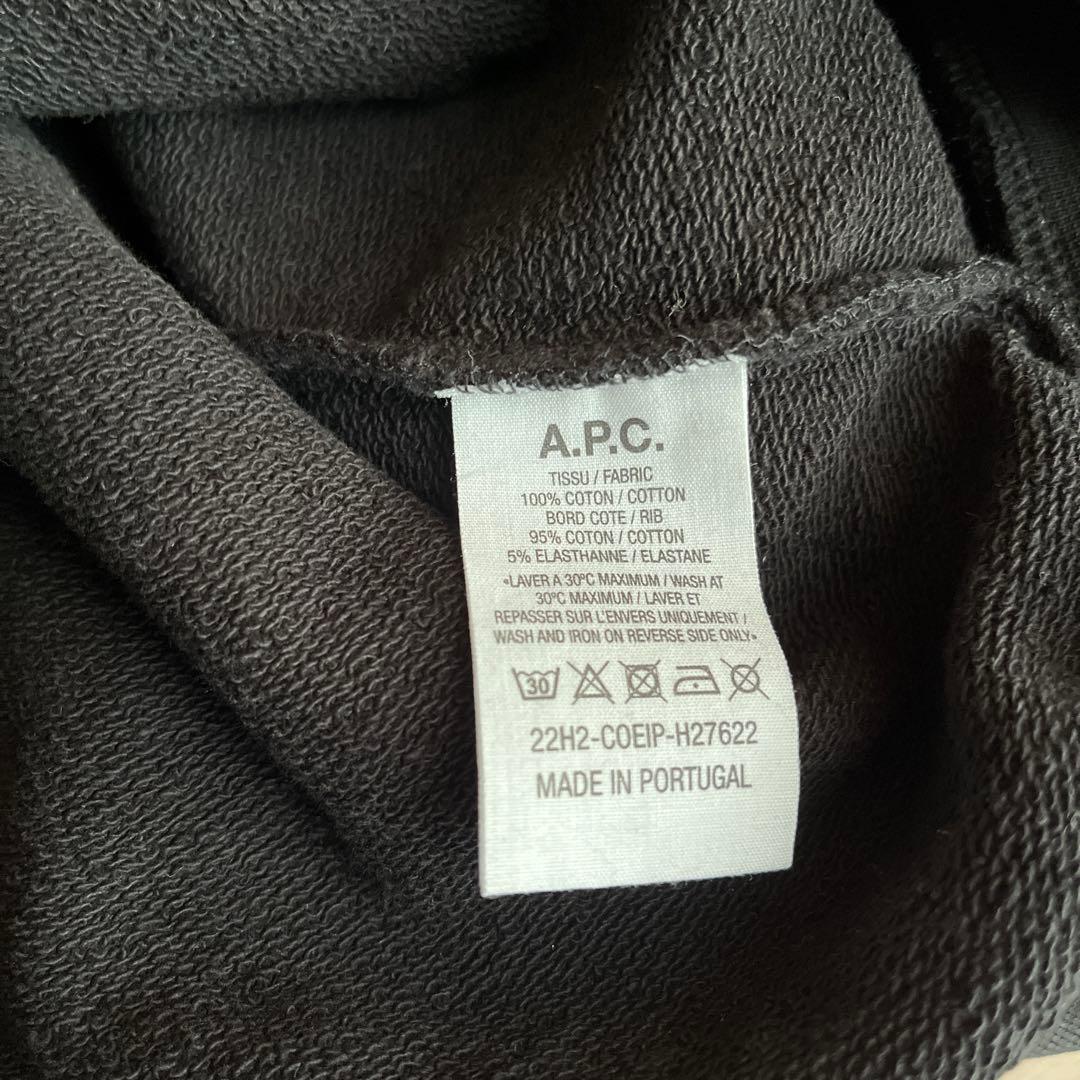 A.P.C.
TISSU / FABRIC
100% COTON / COTTON
BORD COTE / RIB
95% COTON / COTTON
5% ELASTHANNE / ELASTANE
•LAVER A 30ºC MAXIMUM / WASH AT
30ºC MAXIMUM / LAVER ET
REPASSER SUR L'ENVERS UNIQUEMENT /
WASH AND IRON ON REVERSE SIDE ONLY•
30
22H2-COEIP-H27622
MADE IN PORTUGAL